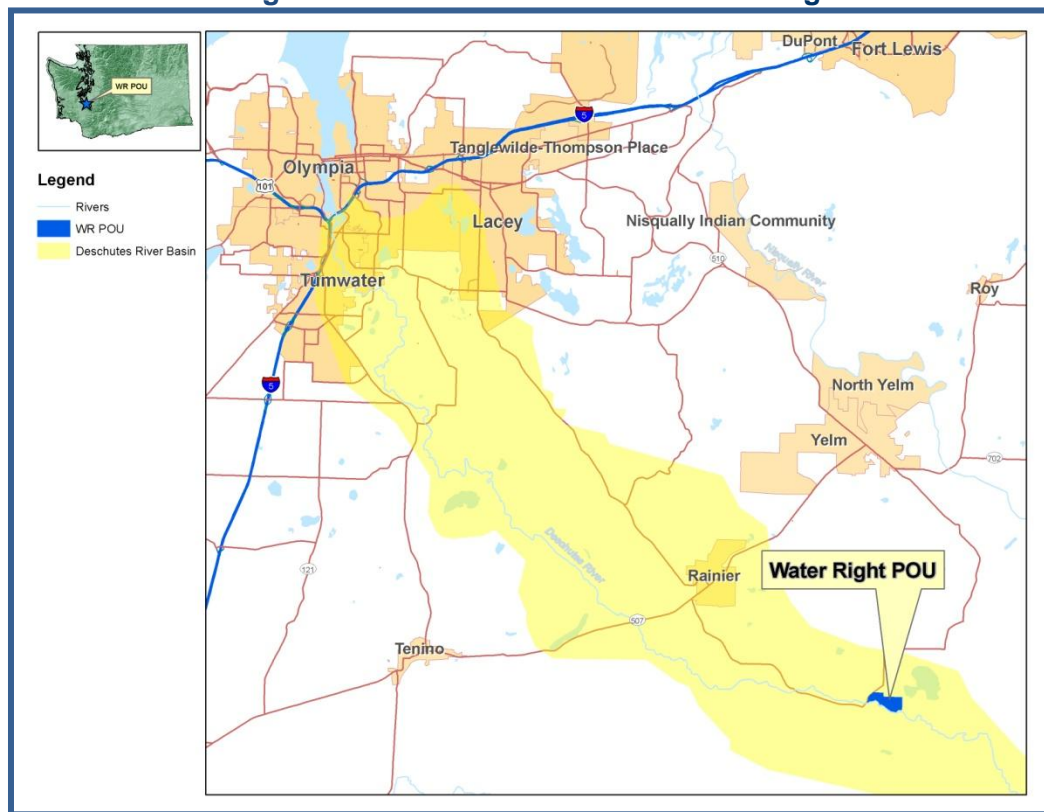 WR POU
Legend
Rivers
WR POU
Deschutes River Basin
DuPont
Fort Lewis
5
Tanglewilde-Thompson Place
Olympia
101
Lacey
Nisqually Indian Community
510
Nisqually River
Tumwater
Roy
5
North Yelm
Yelm
702
Deschutes River
121
Rainier
Water Right POU
507
Tenino